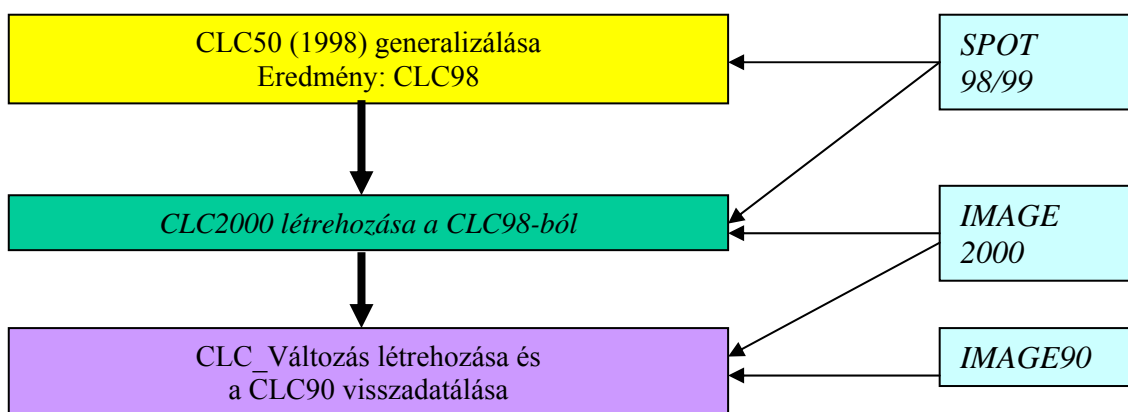 CLC50 (1998) generalizálása
Eredmény: CLC98
SPOT
98/99
CLC2000 létrehozása a CLC98-ból
IMAGE
2000
CLC_Változás létrehozása és
a CLC90 visszadatálása
IMAGE90